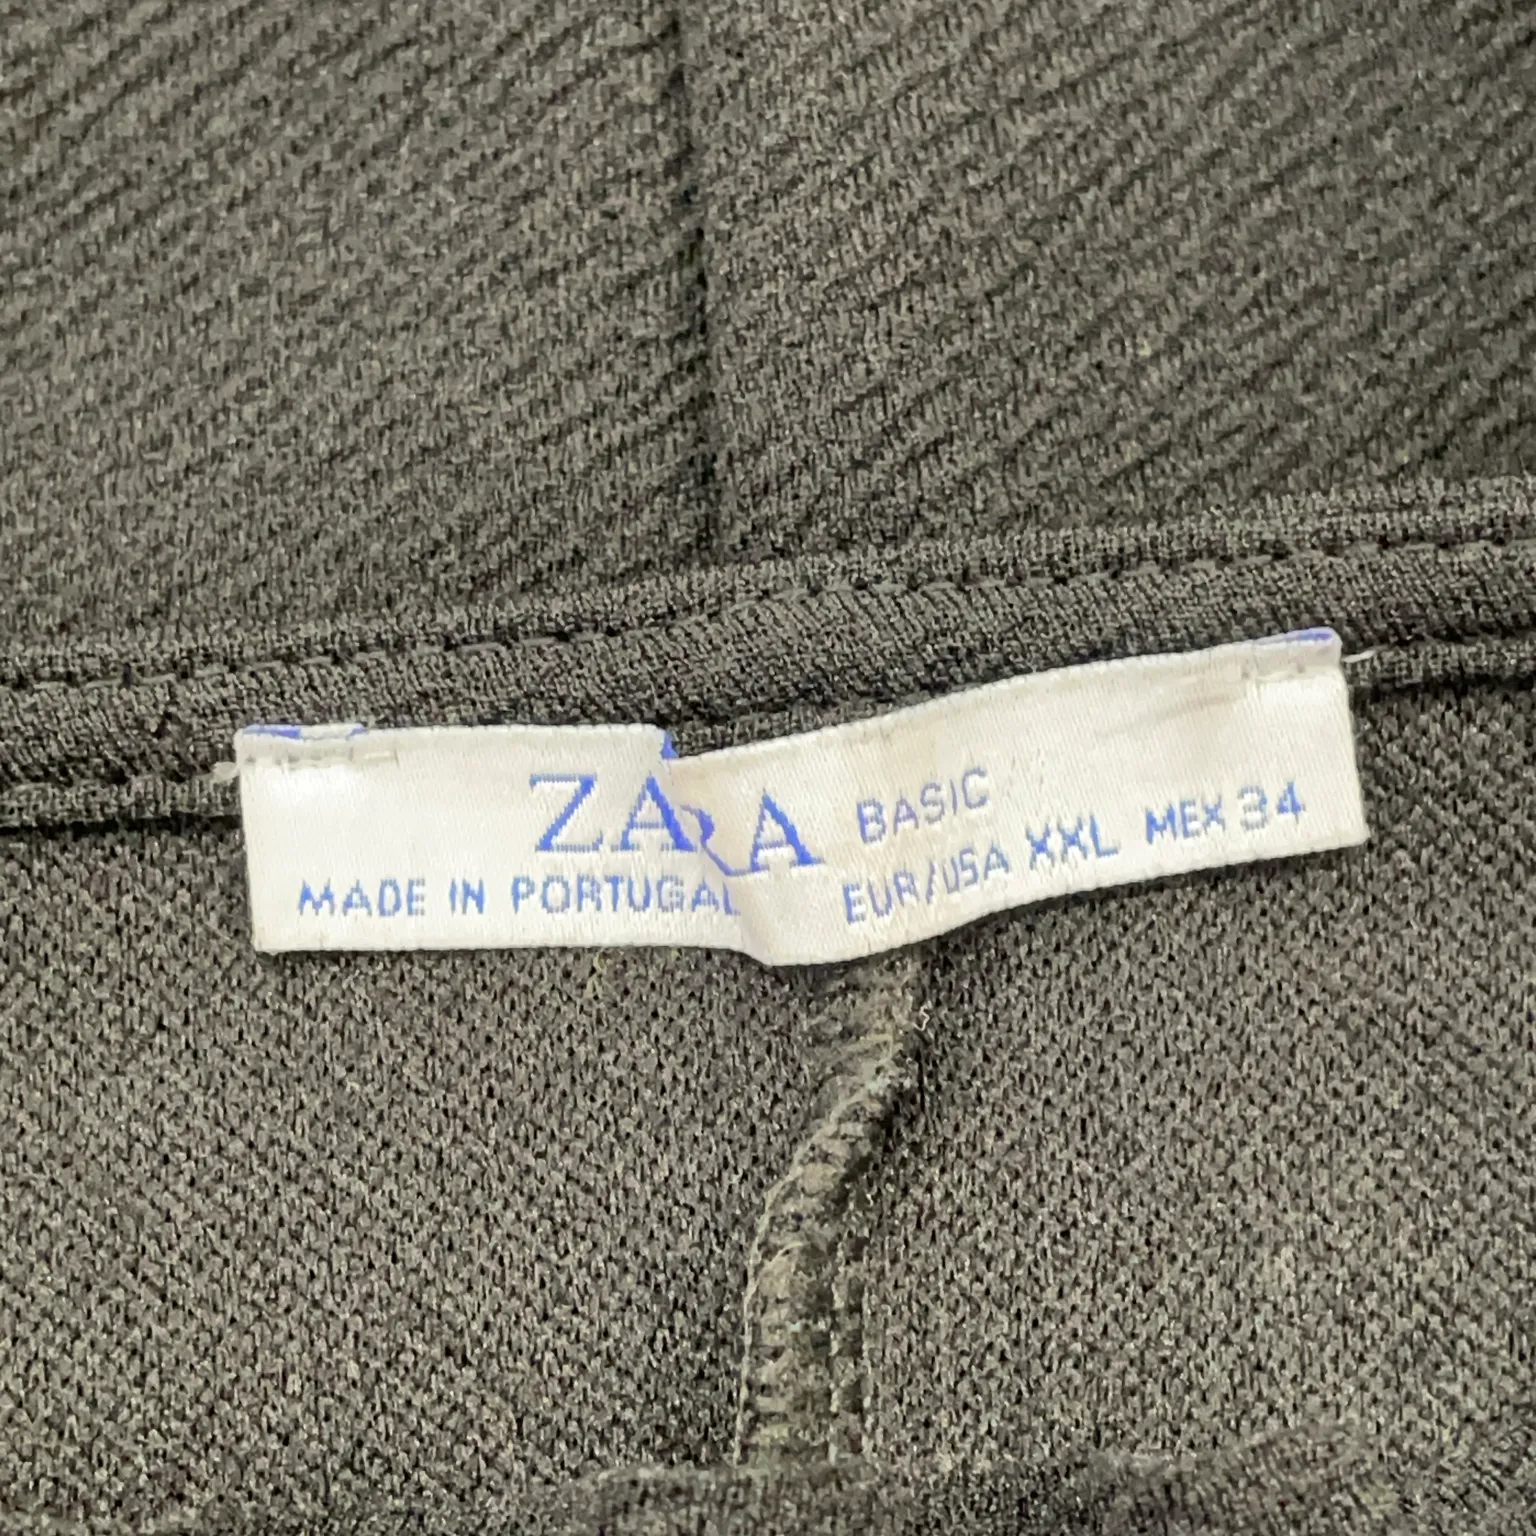 ZARA BASIC
MADE IN PORTUGAL EUR/USA XXL MEX 34